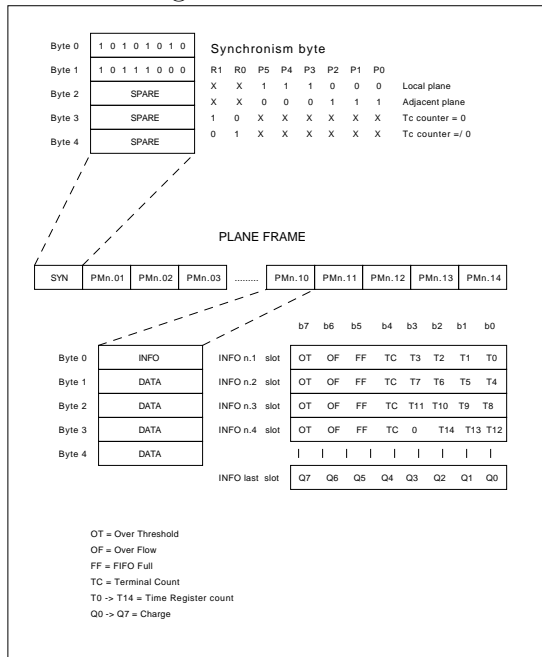 Byte 0 1 0 1 0 1 0 1 0 Synchronism byte
Byte 1 1 0 1 1 1 0 0 0 R1 R0 P5 P4 P3 P2 P1 P0
Byte 2 SPARE X X 1 1 1 0 0 0 Local plane
X X 0 0 0 1 1 1 Adjacent plane
Byte 3 SPARE 1 0 X X X X X X Tc counter = 0
Byte 4 SPARE 0 1 X X X X X X Tc counter =/ 0
PLANE FRAME
SYN PMn.01 PMn.02 PMn.03 ......... PMn.10 PMn.11 PMn.12 PMn.13 PMn.14
b7 b6 b5 b4 b3 b2 b1 b0
Byte 0 INFO INFO n.1 slot OT OF FF TC T3 T2 T1 T0
Byte 1 DATA INFO n.2 slot OT OF FF TC T7 T6 T5 T4
Byte 2 DATA INFO n.3 slot OT OF FF TC T11 T10 T9 T8
Byte 3 DATA INFO n.4 slot OT OF FF TC 0 T14 T13 T12
Byte 4 DATA
INFO last slot Q7 Q6 Q5 Q4 Q3 Q2 Q1 Q0
OT = Over Threshold
OF = Over Flow
FF = FIFO Full
TC = Terminal Count
T0 -> T14 = Time Register count
Q0 -> Q7 = Charge